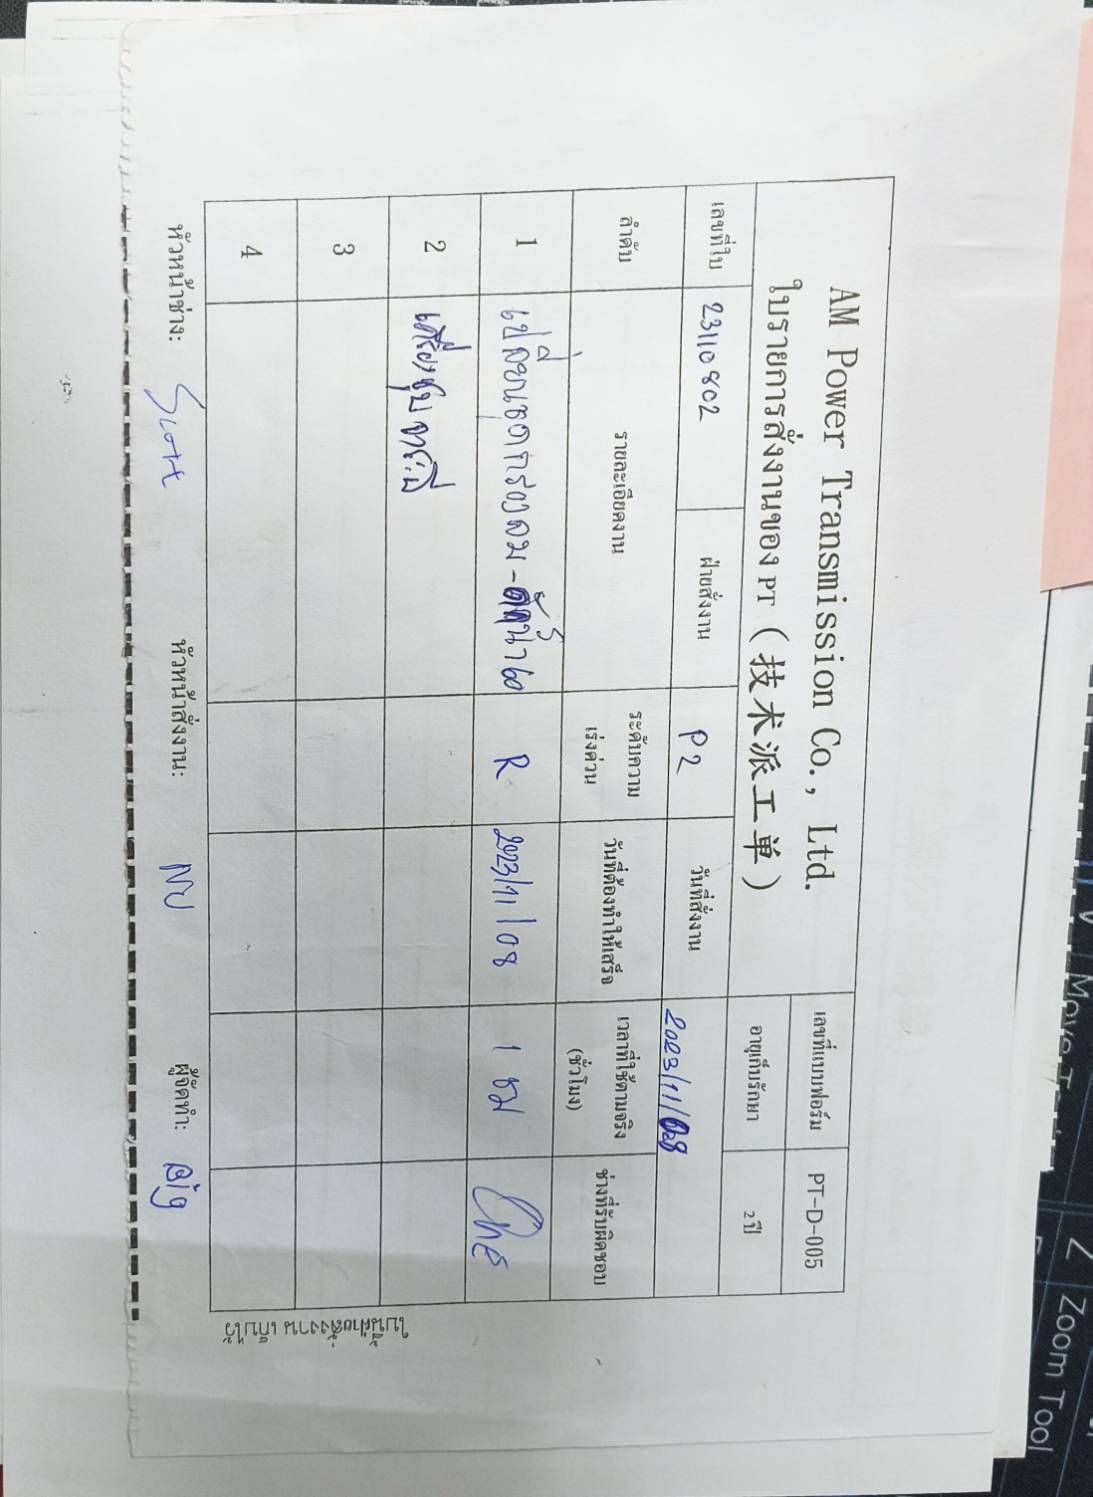 Move
Z Zoom Tool
AM Power Transmission Co., Ltd.
ใบรายการสั่งงานของ PT (技术派工单)
เลขที่แบบฟอร์ม PT-D-005
อายุเก็บรักษา 2 ปี
เลขที่ใบ 23110802 ฝ่ายสั่งงาน P2 วันที่สั่งงาน 2023/11/08
ลำดับ รายละเอียดงาน ระดับความเร่งด่วน วันที่ต้องทำให้เสร็จ เวลาที่ใช้ตามจริง (ชั่วโมง) ช่างที่รับผิดชอบ
1 เปลี่ยนชุดกรองลม-ดักน้ำ R 2023/11/08 1 ชม One
2 เครื่องชุบ
3
4
หัวหน้าช่าง: Scott หัวหน้าสั่งงาน: NU ผู้จัดทำ: Big
ใบนี้ฝ่ายสั่งงาน เก็บไว้